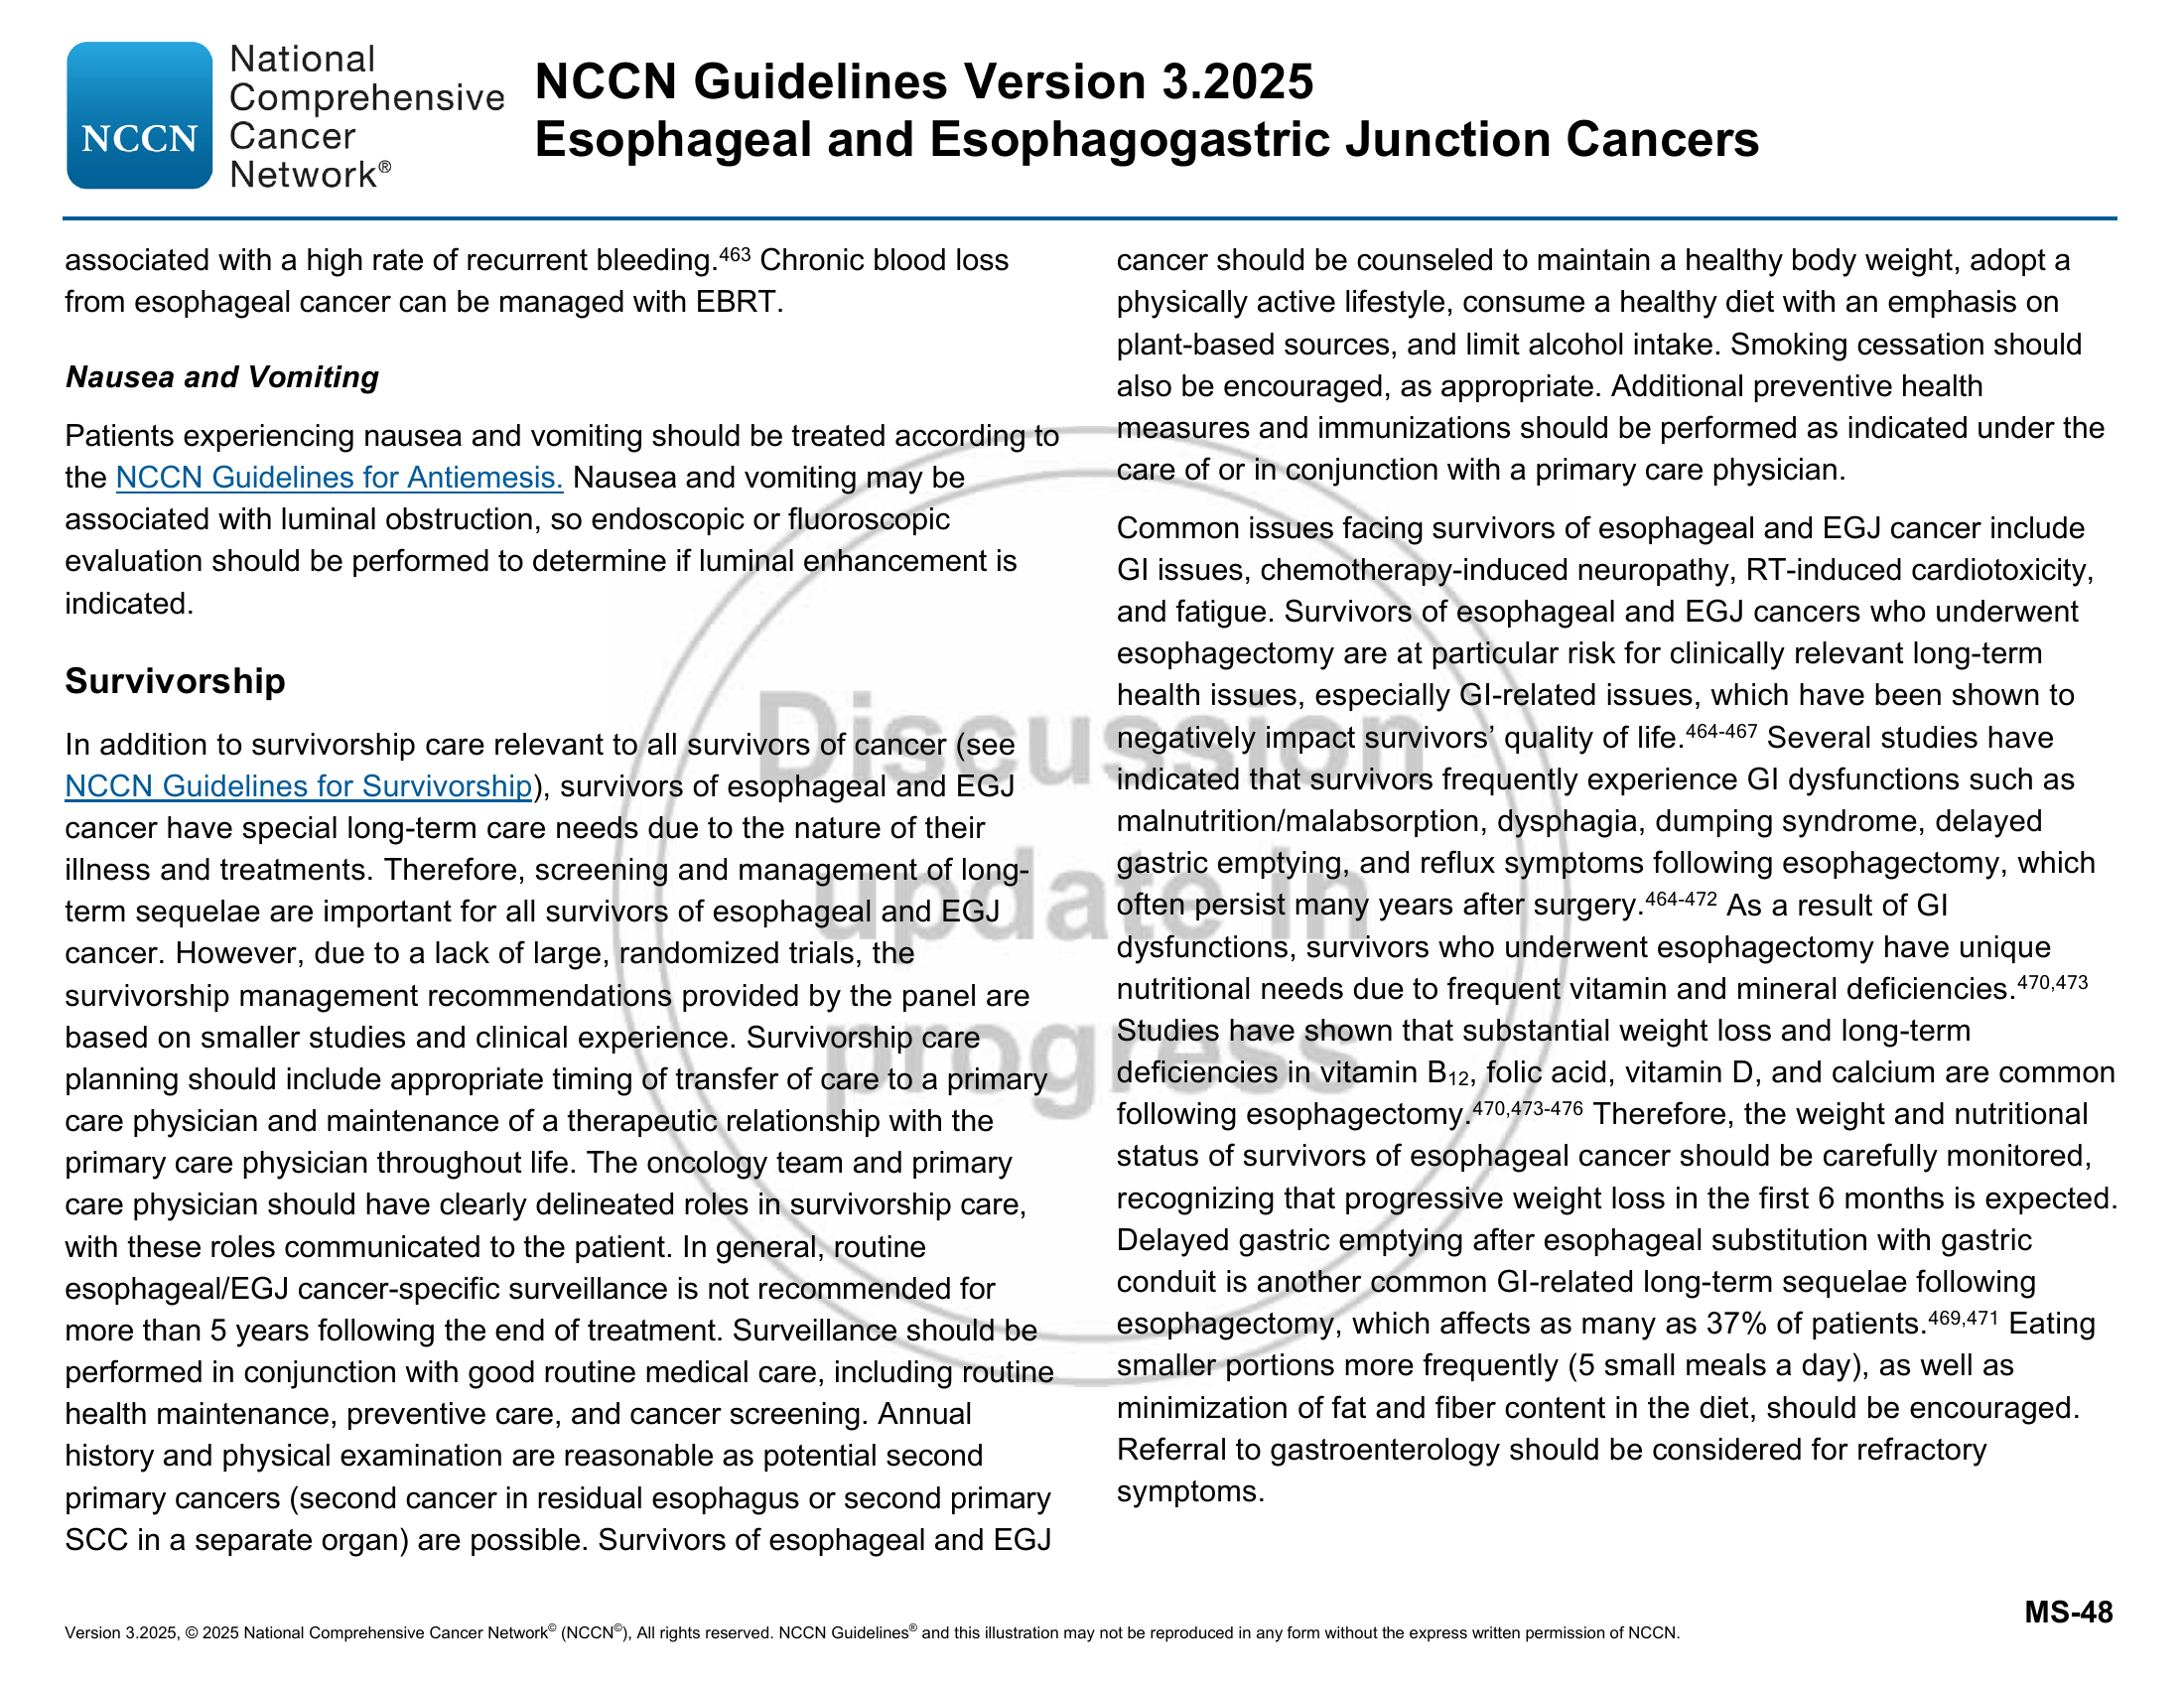 NCCN
National
Comprehensive
Cancer
Network®
NCCN Guidelines Version 3.2025
Esophageal and Esophagogastric Junction Cancers
associated with a high rate of recurrent bleeding.463 Chronic blood loss
from esophageal cancer can be managed with EBRT.
Nausea and Vomiting
Patients experiencing nausea and vomiting should be treated according to
the NCCN Guidelines for Antiemesis. Nausea and vomiting may be
associated with luminal obstruction, so endoscopic or fluoroscopic
evaluation should be performed to determine if luminal enhancement is
indicated.
Survivorship
In addition to survivorship care relevant to all survivors of cancer (see
NCCN Guidelines for Survivorship), survivors of esophageal and EGJ
cancer have special long-term care needs due to the nature of their
illness and treatments. Therefore, screening and management of long-
term sequelae are important for all survivors of esophageal and EGJ
cancer. However, due to a lack of large, randomized trials, the
survivorship management recommendations provided by the panel are
based on smaller studies and clinical experience. Survivorship care
planning should include appropriate timing of transfer of care to a primary
care physician and maintenance of a therapeutic relationship with the
primary care physician throughout life. The oncology team and primary
care physician should have clearly delineated roles in survivorship care,
with these roles communicated to the patient. In general, routine
esophageal/EGJ cancer-specific surveillance is not recommended for
more than 5 years following the end of treatment. Surveillance should be
performed in conjunction with good routine medical care, including routine
health maintenance, preventive care, and cancer screening. Annual
history and physical examination are reasonable as potential second
primary cancers (second cancer in residual esophagus or second primary
SCC in a separate organ) are possible. Survivors of esophageal and EGJ
cancer should be counseled to maintain a healthy body weight, adopt a
physically active lifestyle, consume a healthy diet with an emphasis on
plant-based sources, and limit alcohol intake. Smoking cessation should
also be encouraged, as appropriate. Additional preventive health
measures and immunizations should be performed as indicated under the
care of or in conjunction with a primary care physician.
Common issues facing survivors of esophageal and EGJ cancer include
GI issues, chemotherapy-induced neuropathy, RT-induced cardiotoxicity,
and fatigue. Survivors of esophageal and EGJ cancers who underwent
esophagectomy are at particular risk for clinically relevant long-term
health issues, especially GI-related issues, which have been shown to
negatively impact survivors’ quality of life.464-467 Several studies have
indicated that survivors frequently experience GI dysfunctions such as
malnutrition/malabsorption, dysphagia, dumping syndrome, delayed
gastric emptying, and reflux symptoms following esophagectomy, which
often persist many years after surgery.464-472 As a result of GI
dysfunctions, survivors who underwent esophagectomy have unique
nutritional needs due to frequent vitamin and mineral deficiencies.470,473
Studies have shown that substantial weight loss and long-term
deficiencies in vitamin B12, folic acid, vitamin D, and calcium are common
following esophagectomy.470,473-476 Therefore, the weight and nutritional
status of survivors of esophageal cancer should be carefully monitored,
recognizing that progressive weight loss in the first 6 months is expected.
Delayed gastric emptying after esophageal substitution with gastric
conduit is another common GI-related long-term sequelae following
esophagectomy, which affects as many as 37% of patients.469,471 Eating
smaller portions more frequently (5 small meals a day), as well as
minimization of fat and fiber content in the diet, should be encouraged.
Referral to gastroenterology should be considered for refractory
symptoms.
Discussion
update in
progress
MS-48
Version 3.2025, © 2025 National Comprehensive Cancer Network© (NCCN©), All rights reserved. NCCN Guidelines® and this illustration may not be reproduced in any form without the express written permission of NCCN.